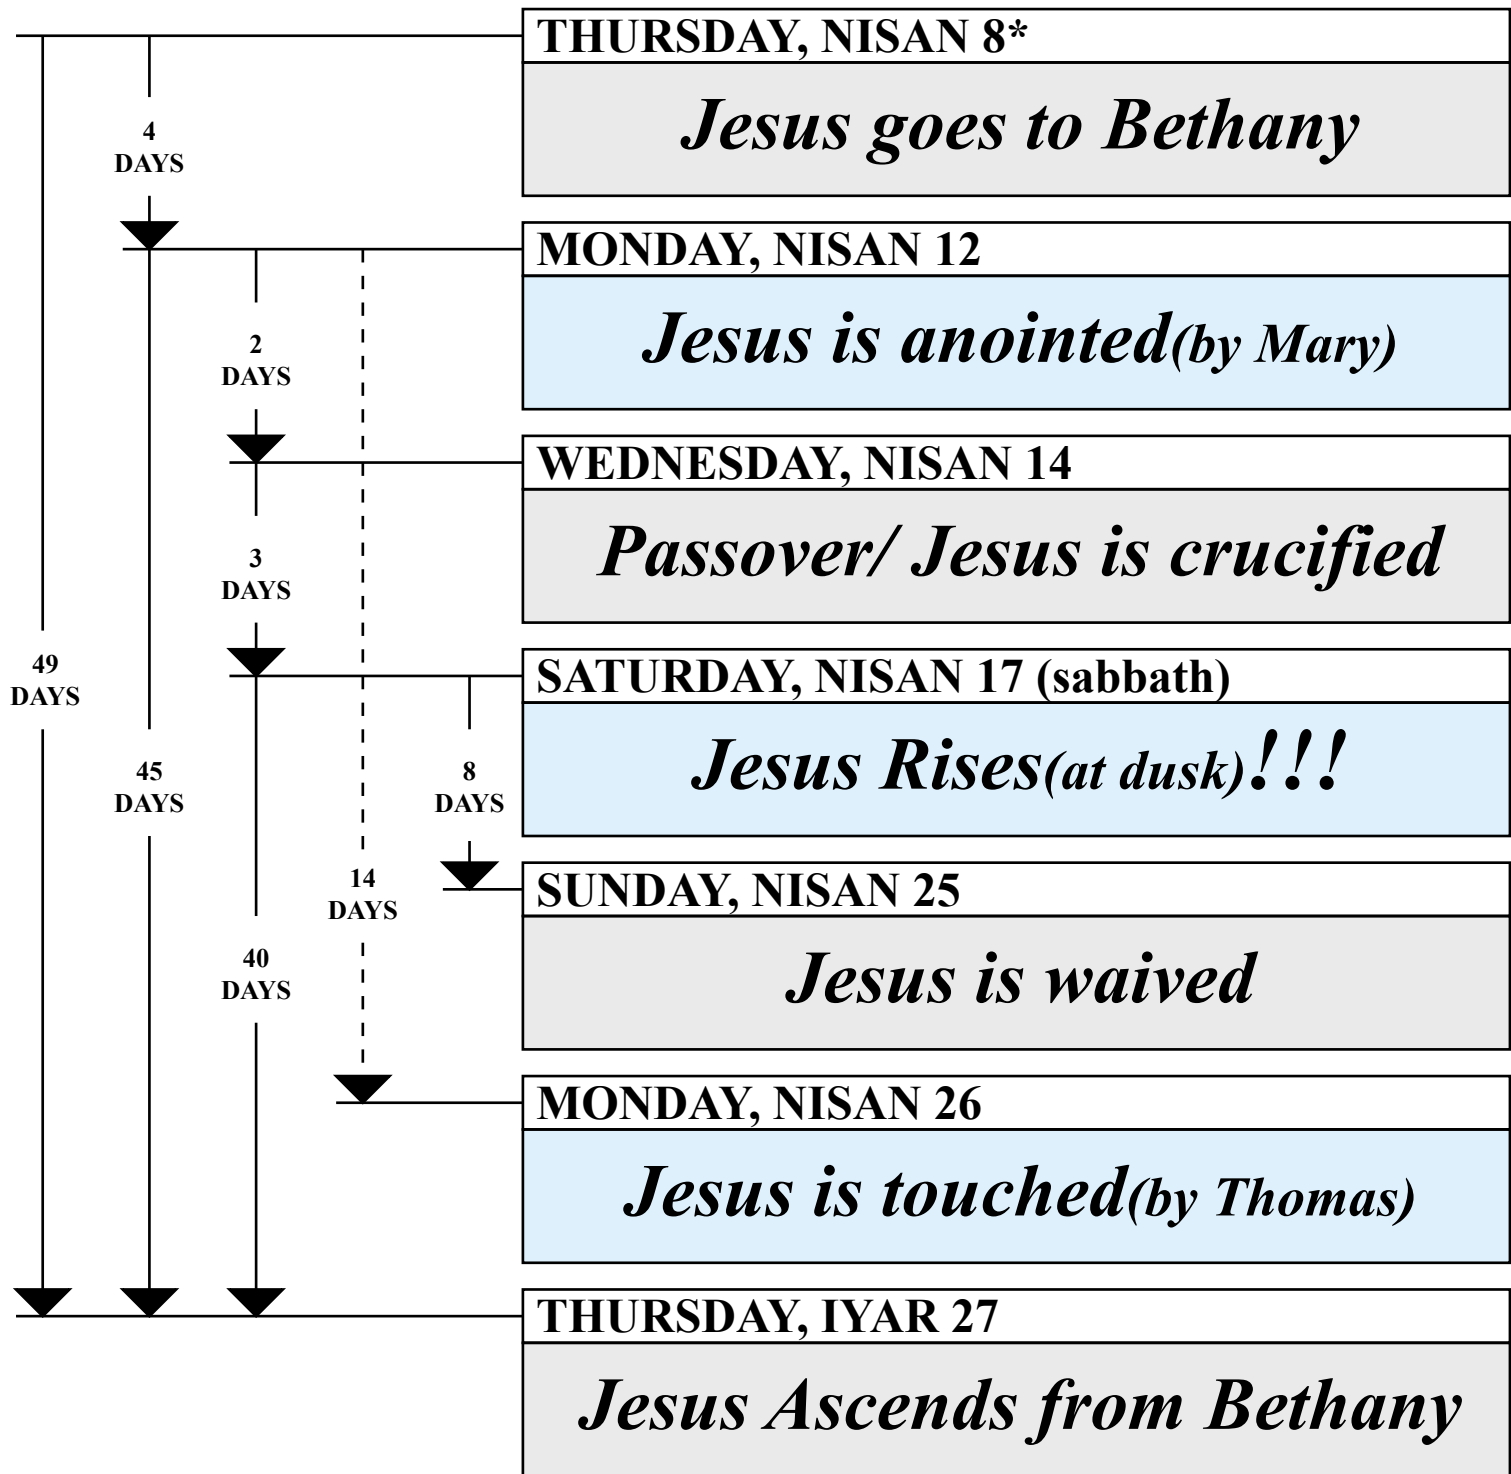 THURSDAY, NISAN 8*
Jesus goes to Bethany
4
DAYS
MONDAY, NISAN 12
Jesus is anointed(by Mary)
2
DAYS
WEDNESDAY, NISAN 14
Passover/ Jesus is crucified
3
DAYS
49
DAYS
SATURDAY, NISAN 17 (sabbath)
Jesus Rises(at dusk)!!!
45
DAYS
8
DAYS
14
DAYS
SUNDAY, NISAN 25
Jesus is waived
40
DAYS
MONDAY, NISAN 26
Jesus is touched(by Thomas)
THURSDAY, IYAR 27
Jesus Ascends from Bethany